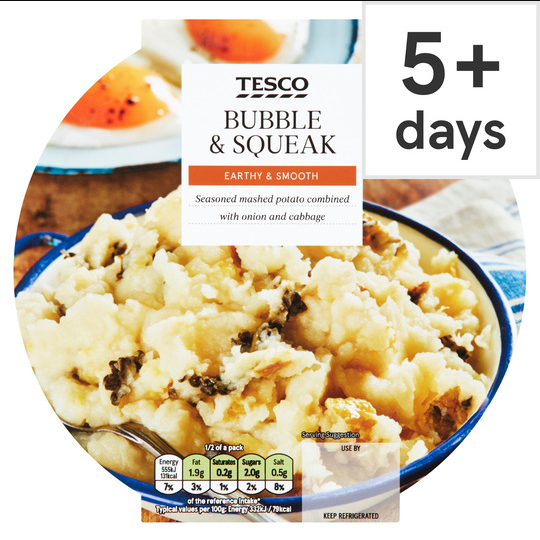 5+
days
TESCO
BUBBLE
& SQUEAK
EARTHY & SMOOTH
Seasoned mashed potato combined
with onion and cabbage
Serving Suggestion
1/2 of a pack
Energy Fat Saturates Sugars Salt
555kJ
131kcal 1.9g 0.2g 2.0g 0.5g
7% 3% 1% 2% 8%
of the reference intake*
Typical values per 100g: Energy 332kJ / 79kcal
USE BY
KEEP REFRIGERATED